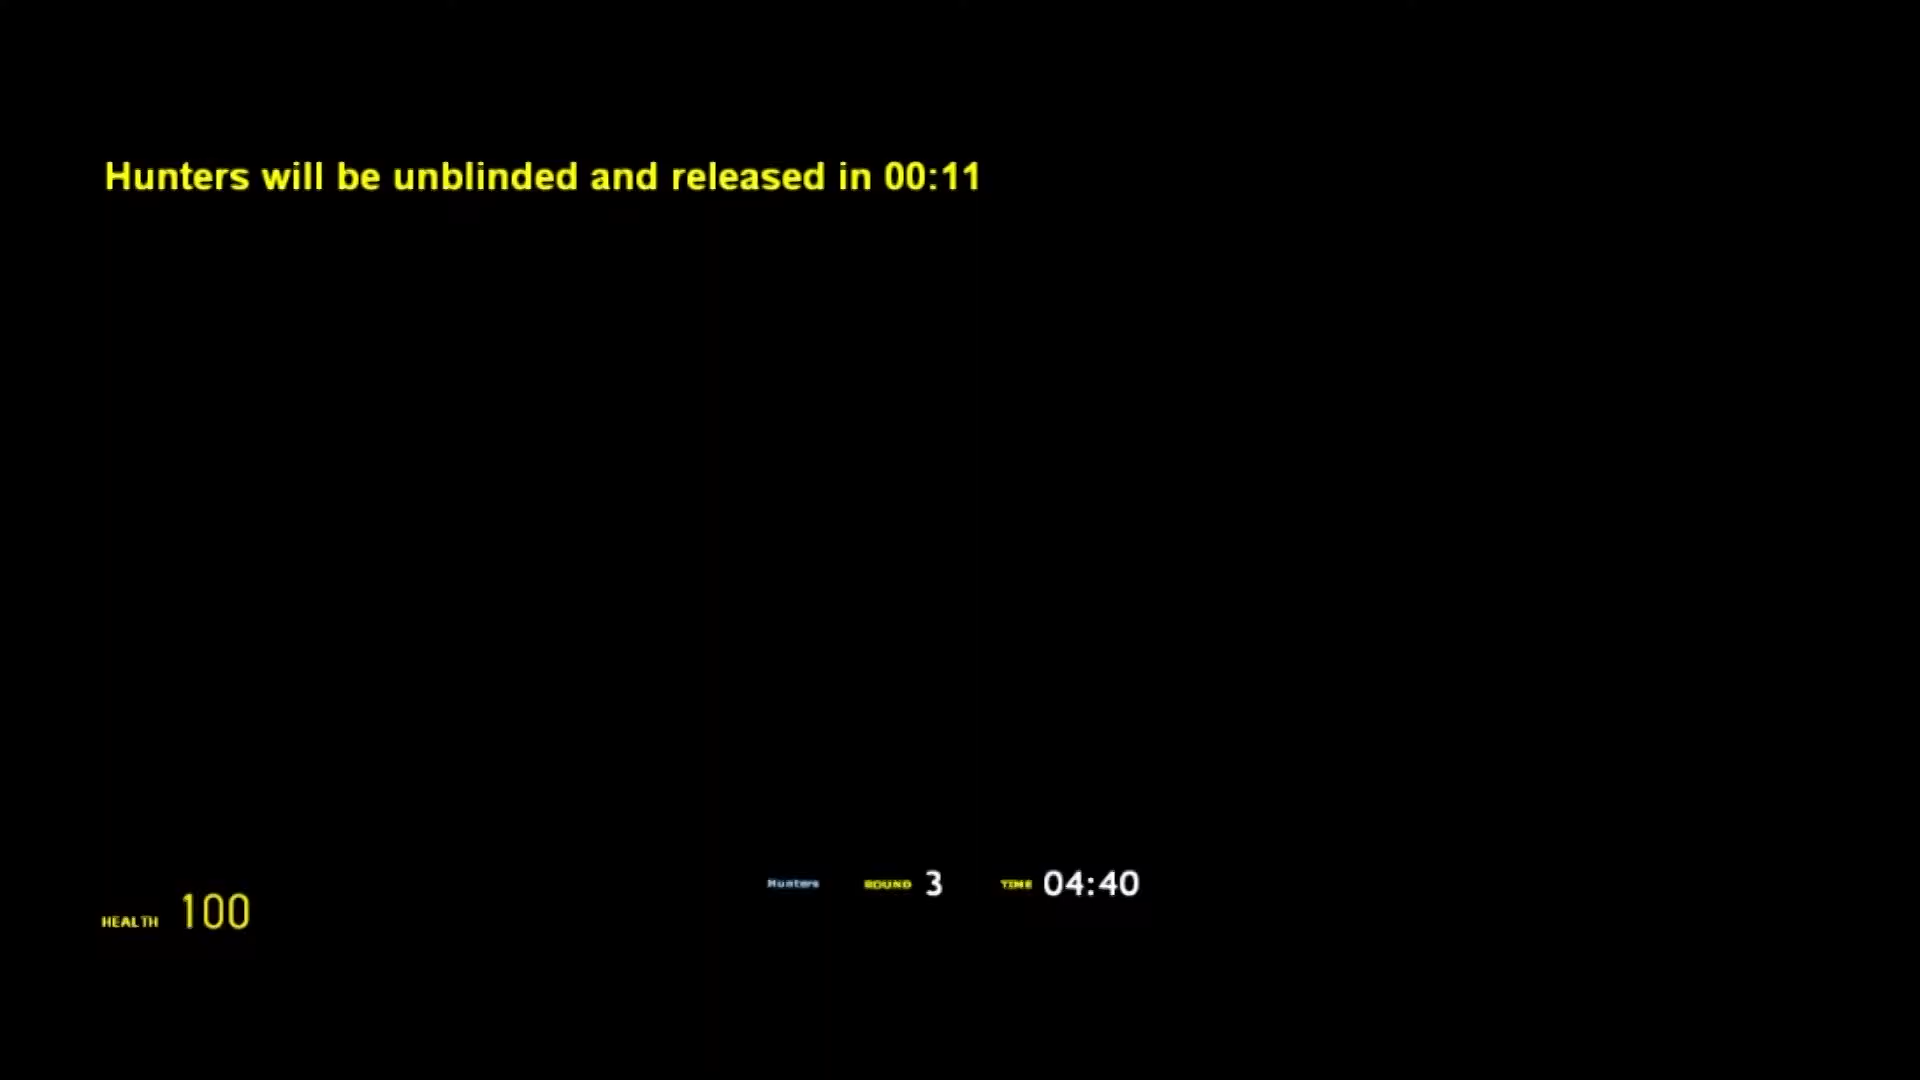 Hunters will be unblinded and released in 00:11
Hunters ROUND 3 TIME 04:40
HEALTH 100